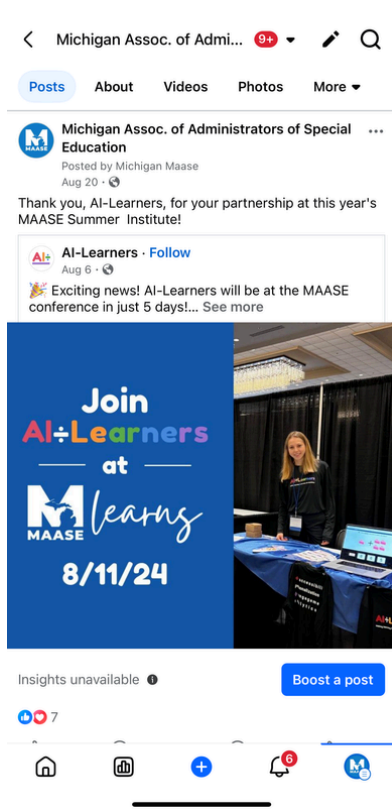 Michigan Assoc. of Admi... 9+
Posts About Videos Photos More
Michigan Assoc. of Administrators of Special
Education
Posted by Michigan Maase
Aug 20 ·
MAASE
Thank you, AI-Learners, for your partnership at this year's
MAASE Summer Institute!
AI+
AI-Learners · Follow
Aug 6 ·
🎉 Exciting news! AI-Learners will be at the MAASE
conference in just 5 days!... See more
Join
AI÷Learners
at
M learns
MAASE
8/11/24
Insights unavailable
Boost a post
7
6